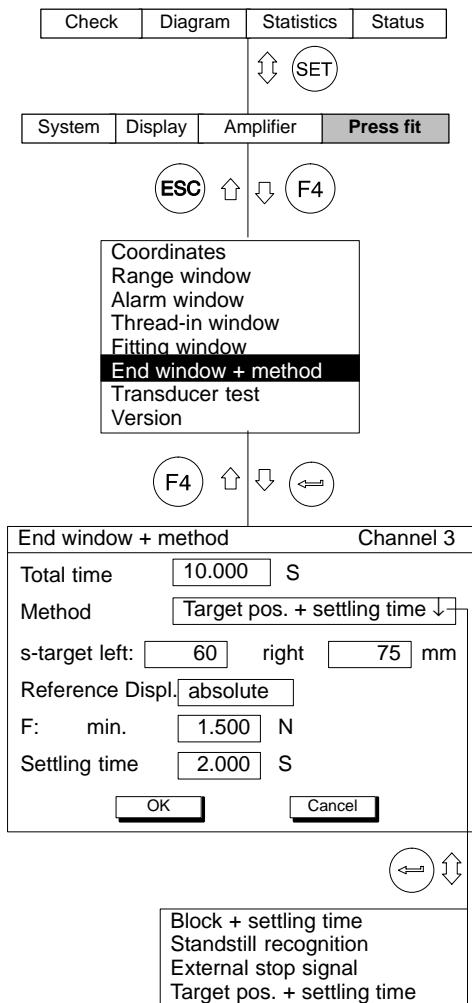 Check Diagram Statistics Status
SET
System Display Amplifier Press fit
ESC F4
Coordinates
Range window
Alarm window
Thread-in window
Fitting window
End window + method
Transducer test
Version
F4
End window + method Channel 3
Total time 10.000 S
Method Target pos. + settling time ↓
s-target left: 60 right 75 mm
Reference Displ. absolute
F: min. 1.500 N
Settling time 2.000 S
OK Cancel
Block + settling time
Standstill recognition
External stop signal
Target pos. + settling time